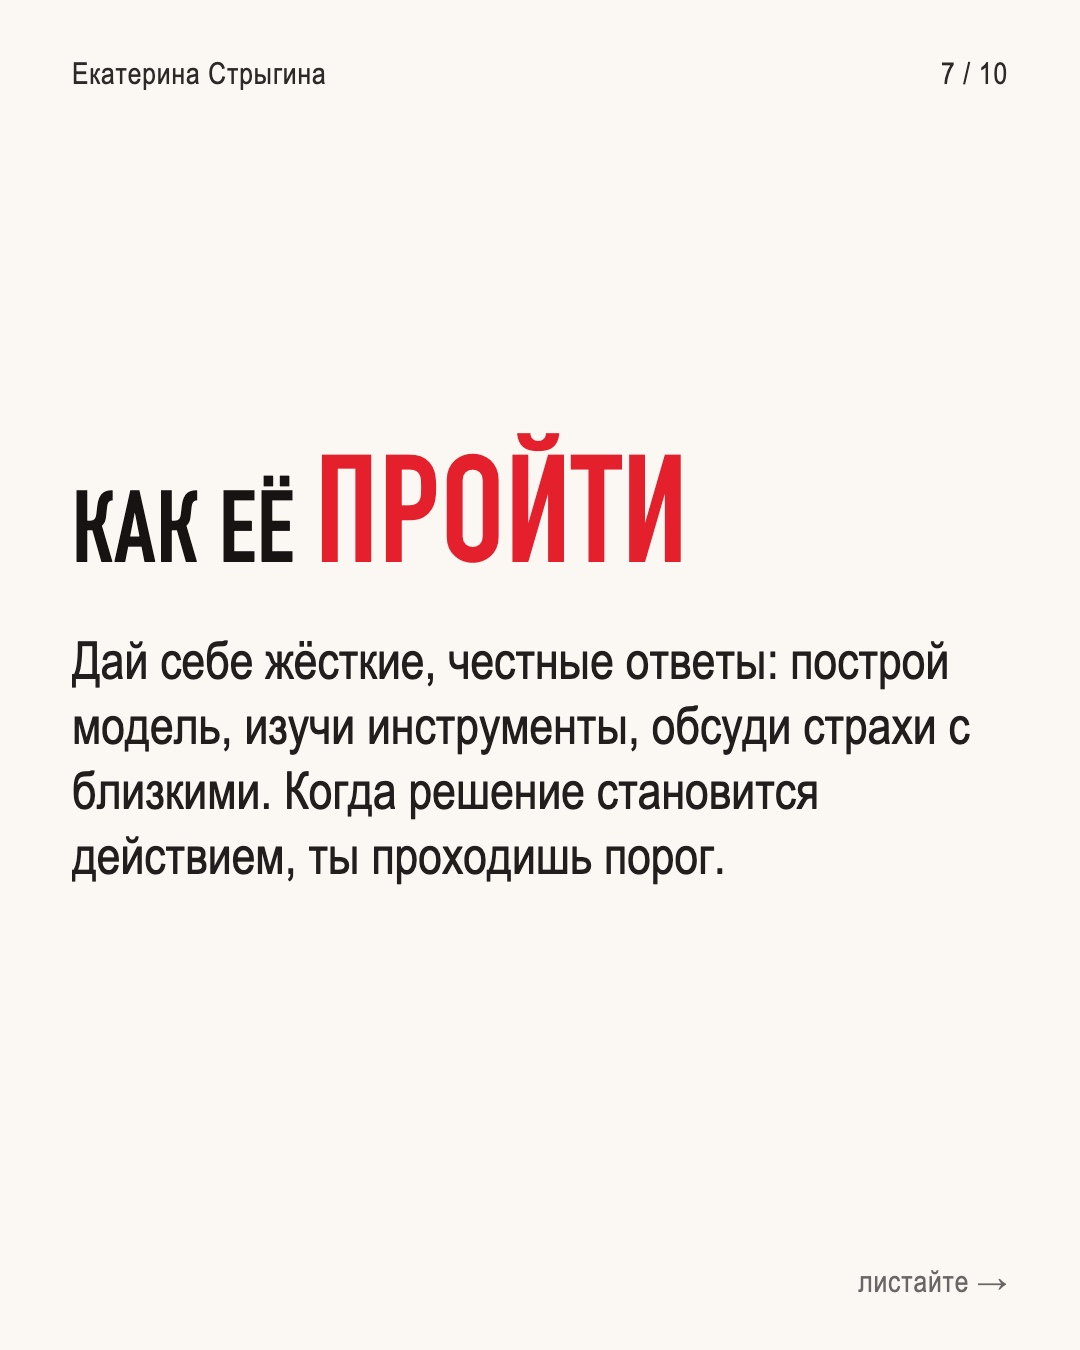 Екатерина Стрыгина
7 / 10
КАК ЕЁ ПРОЙТИ
Дай себе жёсткие, честные ответы: построй
модель, изучи инструменты, обсуди страхи с
близкими. Когда решение становится
действием, ты проходишь порог.
листайте →